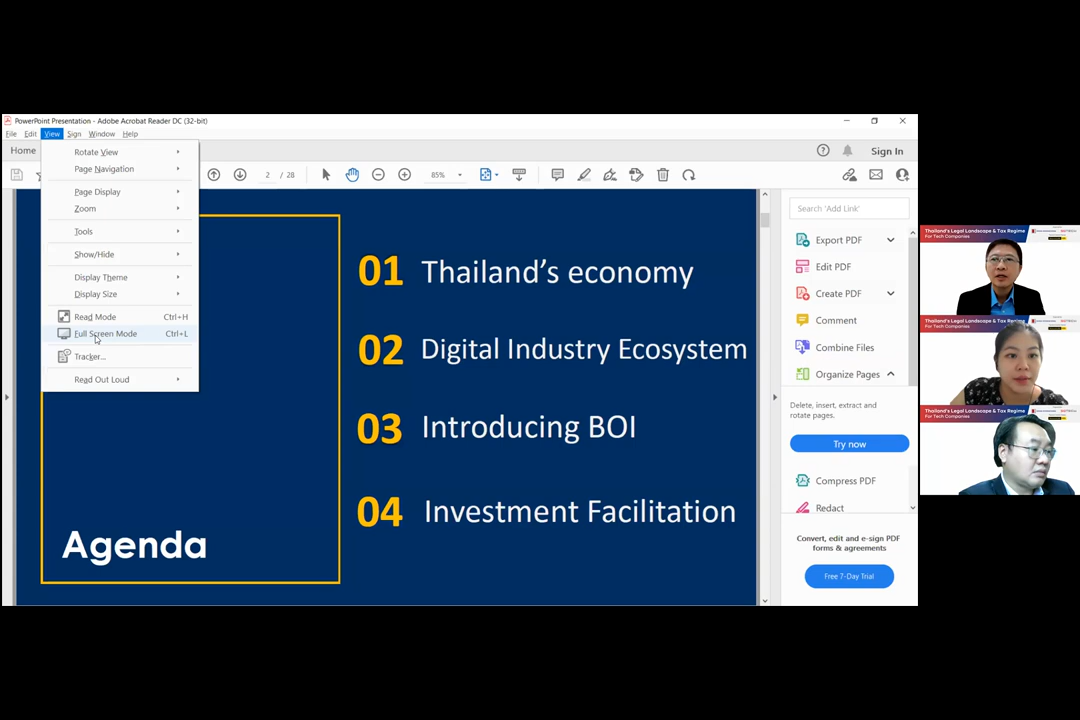 PowerPoint Presentation - Adobe Acrobat Reader DC (32-bit)
File Edit View Sign Window Help
Home
Sign In
2 / 28
85%
Rotate View
Page Navigation
Page Display
Zoom
Tools
Show/Hide
Display Theme
Display Size
Read Mode Ctrl+H
Full Screen Mode Ctrl+L
Tracker...
Read Out Loud
Agenda
01 Thailand's economy
02 Digital Industry Ecosystem
03 Introducing BOI
04 Investment Facilitation
Search 'Add Link'
Export PDF
Edit PDF
Create PDF
Comment
Combine Files
Organize Pages
Delete, insert, extract and
rotate pages.
Try now
Compress PDF
Redact
Convert, edit and e-sign PDF
forms & agreements
Free 7-Day Trial
Thailand's Legal Landscape & Tax Regime
For Tech Companies
Thailand's Legal Landscape & Tax Regime
For Tech Companies
Thailand's Legal Landscape & Tax Regime
For Tech Companies